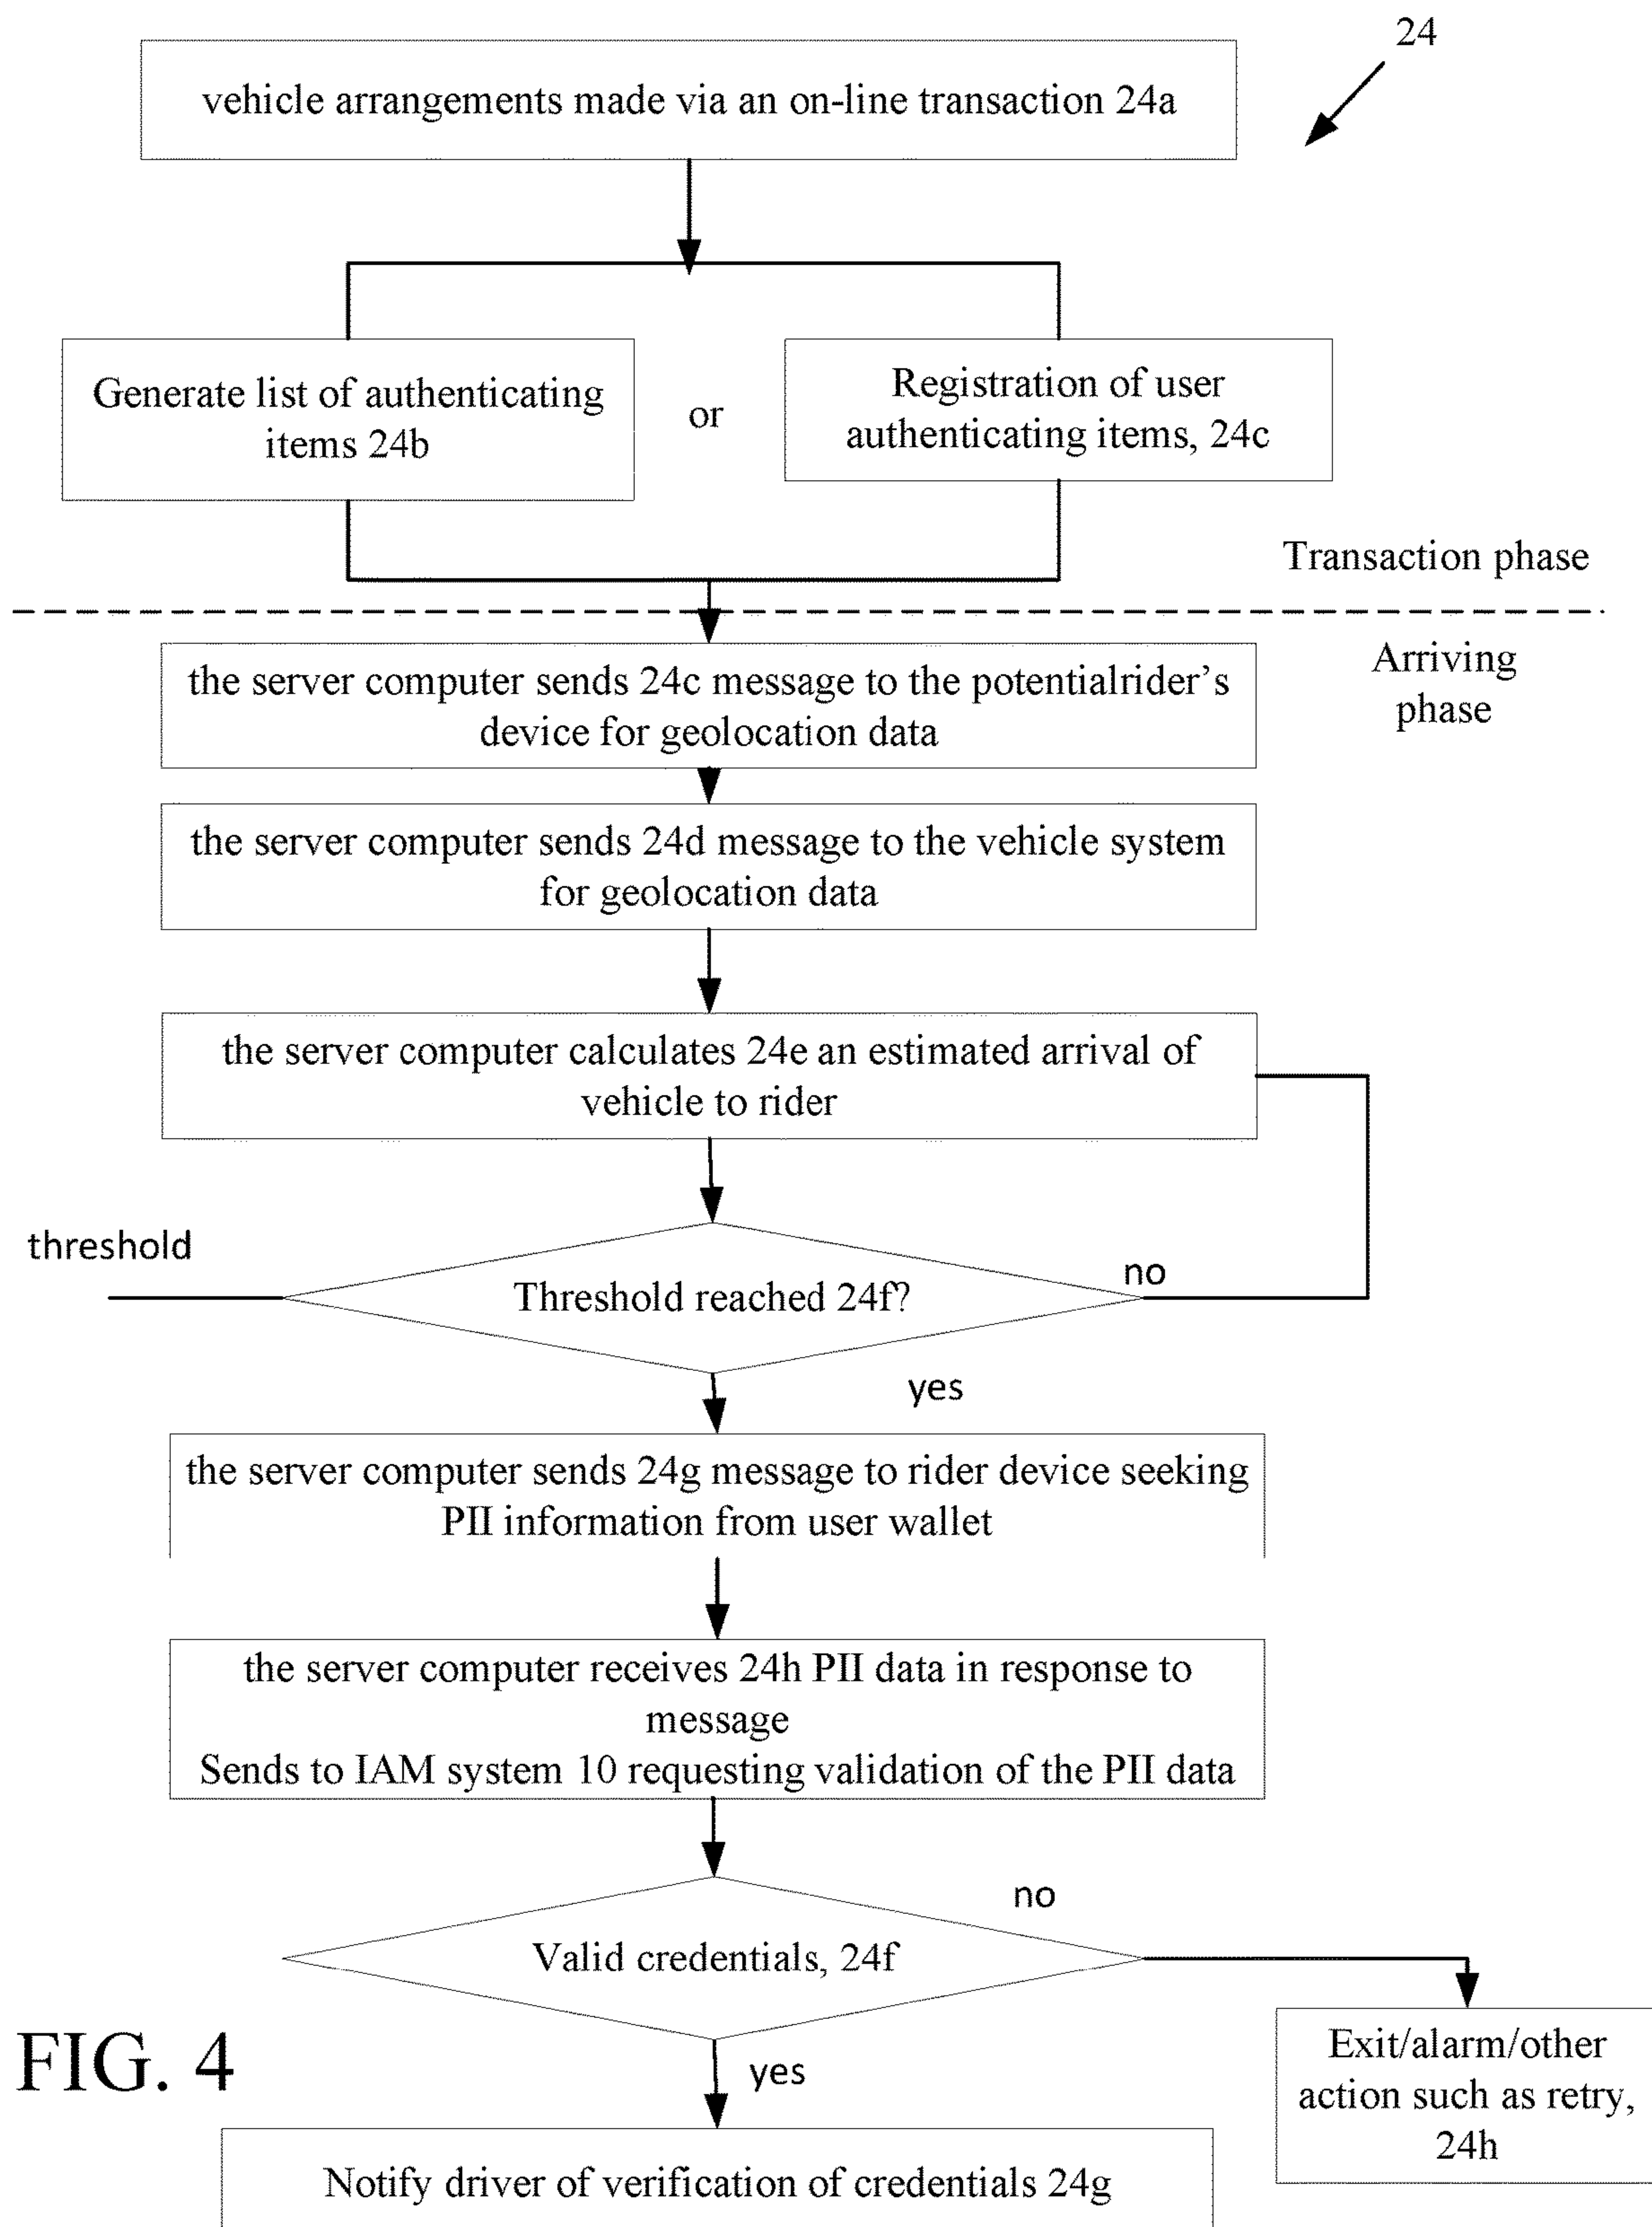 24
vehicle arrangements made via an on-line transaction 24a
Generate list of authenticating
items 24b
or
Registration of user
authenticating items, 24c
Transaction phase
Arriving
phase
the server computer sends 24c message to the potentialrider’s
device for geolocation data
the server computer sends 24d message to the vehicle system
for geolocation data
the server computer calculates 24e an estimated arrival of
vehicle to rider
threshold
Threshold reached 24f?
no
yes
the server computer sends 24g message to rider device seeking
PII information from user wallet
the server computer receives 24h PII data in response to
message
Sends to IAM system 10 requesting validation of the PII data
no
Valid credentials, 24f
yes
Exit/alarm/other
action such as retry,
24h
Notify driver of verification of credentials 24g
FIG. 4